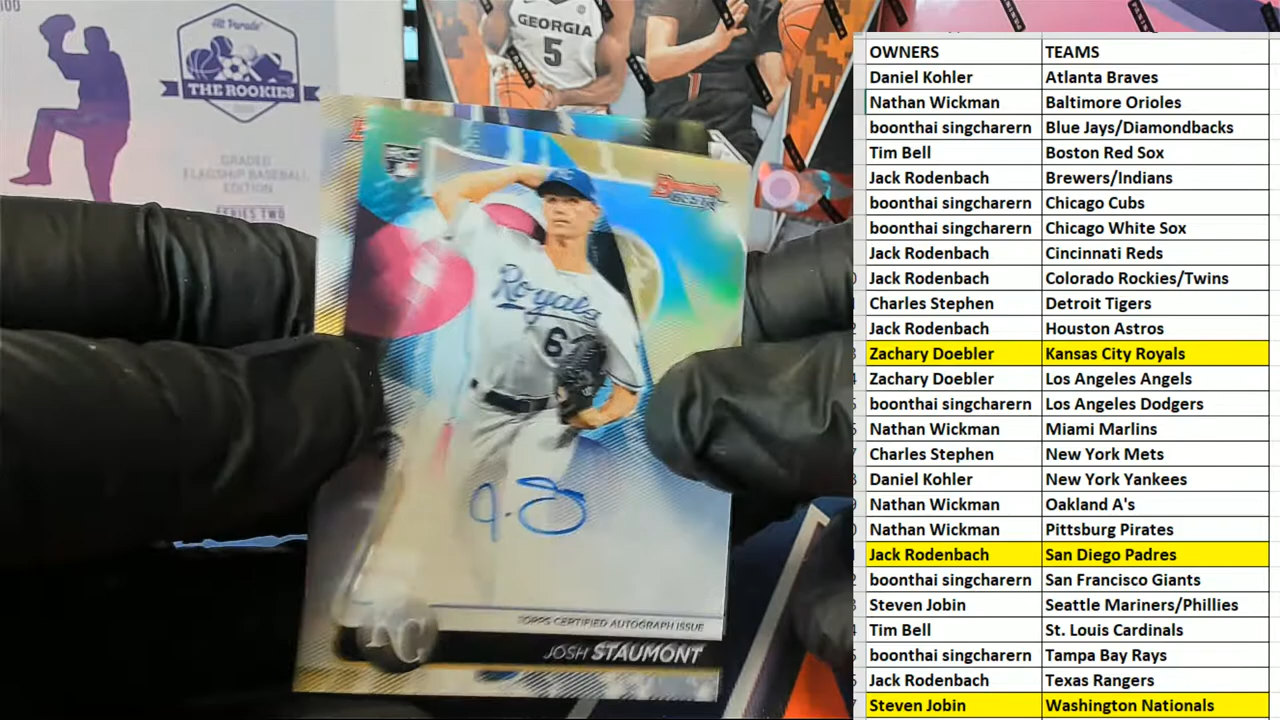 Hit Parade
THE ROOKIES
GRADED
FLAGSHIP BASEBALL
EDITION
SERIES TWO
GEORGIA
5
1
RC
KC
Bowman's
BEST
Royals
TOPPS CERTIFIED AUTOGRAPH ISSUE
JOSH STAUMONT
OWNERS TEAMS
Daniel Kohler Atlanta Braves
Nathan Wickman Baltimore Orioles
boonthai singcharern Blue Jays/Diamondbacks
Tim Bell Boston Red Sox
Jack Rodenbach Brewers/Indians
boonthai singcharern Chicago Cubs
boonthai singcharern Chicago White Sox
Jack Rodenbach Cincinnati Reds
Jack Rodenbach Colorado Rockies/Twins
Charles Stephen Detroit Tigers
Jack Rodenbach Houston Astros
Zachary Doebler Kansas City Royals
Zachary Doebler Los Angeles Angels
boonthai singcharern Los Angeles Dodgers
Nathan Wickman Miami Marlins
Charles Stephen New York Mets
Daniel Kohler New York Yankees
Nathan Wickman Oakland A's
Nathan Wickman Pittsburg Pirates
Jack Rodenbach San Diego Padres
boonthai singcharern San Francisco Giants
Steven Jobin Seattle Mariners/Phillies
Tim Bell St. Louis Cardinals
boonthai singcharern Tampa Bay Rays
Jack Rodenbach Texas Rangers
Steven Jobin Washington Nationals